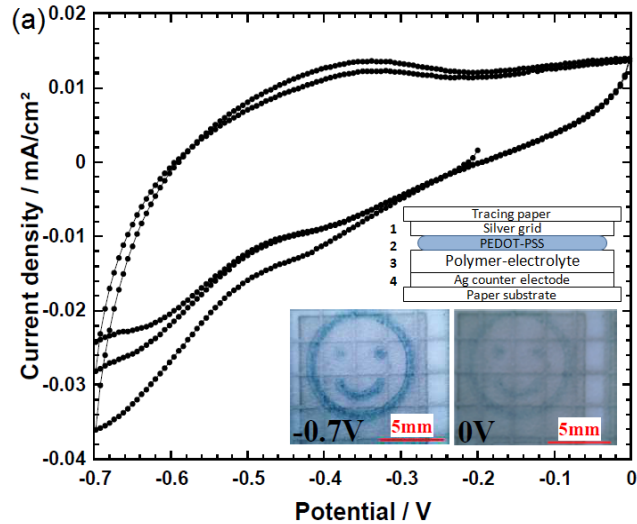 (a)
0.02
0.01
0
-0.01
-0.02
-0.03
-0.04
Current density / mA/cm²
-0.7
-0.6
-0.5
-0.4
-0.3
-0.2
-0.1
0
Potential / V
Tracing paper
1 Silver grid
2 PEDOT-PSS
3 Polymer-electrolyte
4 Ag counter electode
Paper substrate
-0.7V
5mm
0V
5mm